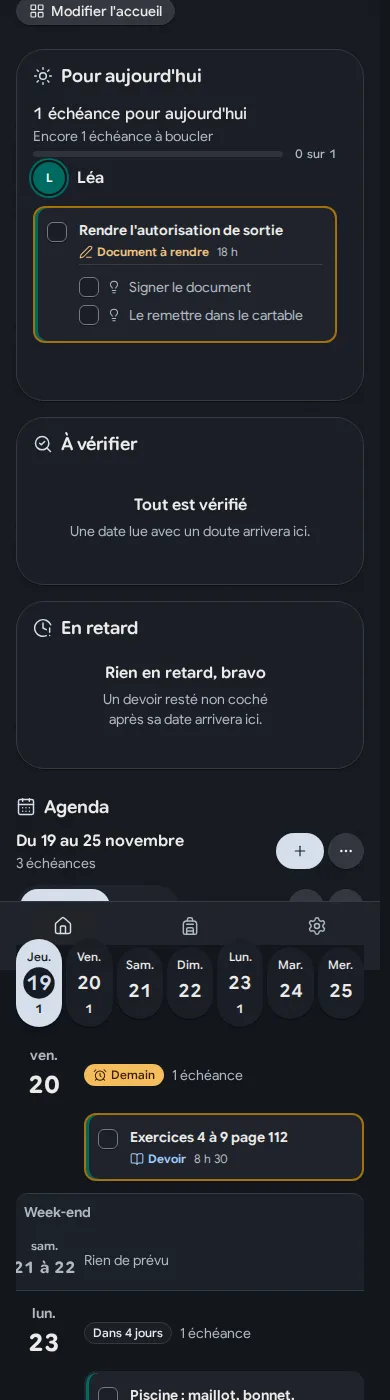 Modifier l'accueil
Pour aujourd'hui
1 échéance pour aujourd'hui
Encore 1 échéance à boucler
0 sur 1
L Léa
Rendre l'autorisation de sortie
Document à rendre 18 h
Signer le document
Le remettre dans le cartable
À vérifier
Tout est vérifié
Une date lue avec un doute arrivera ici.
En retard
Rien en retard, bravo
Un devoir resté non coché
après sa date arrivera ici.
Agenda
Du 19 au 25 novembre
3 échéances
Jeu. Ven. Sam. Dim. Lun. Mar. Mer.
19 20 21 22 23 24 25
1 1 1
ven.
20
Demain 1 échéance
Exercices 4 à 9 page 112
Devoir 8 h 30
Week-end
sam.
21 à 22 Rien de prévu
lun.
23
Dans 4 jours 1 échéance
Piscine : maillot, bonnet,